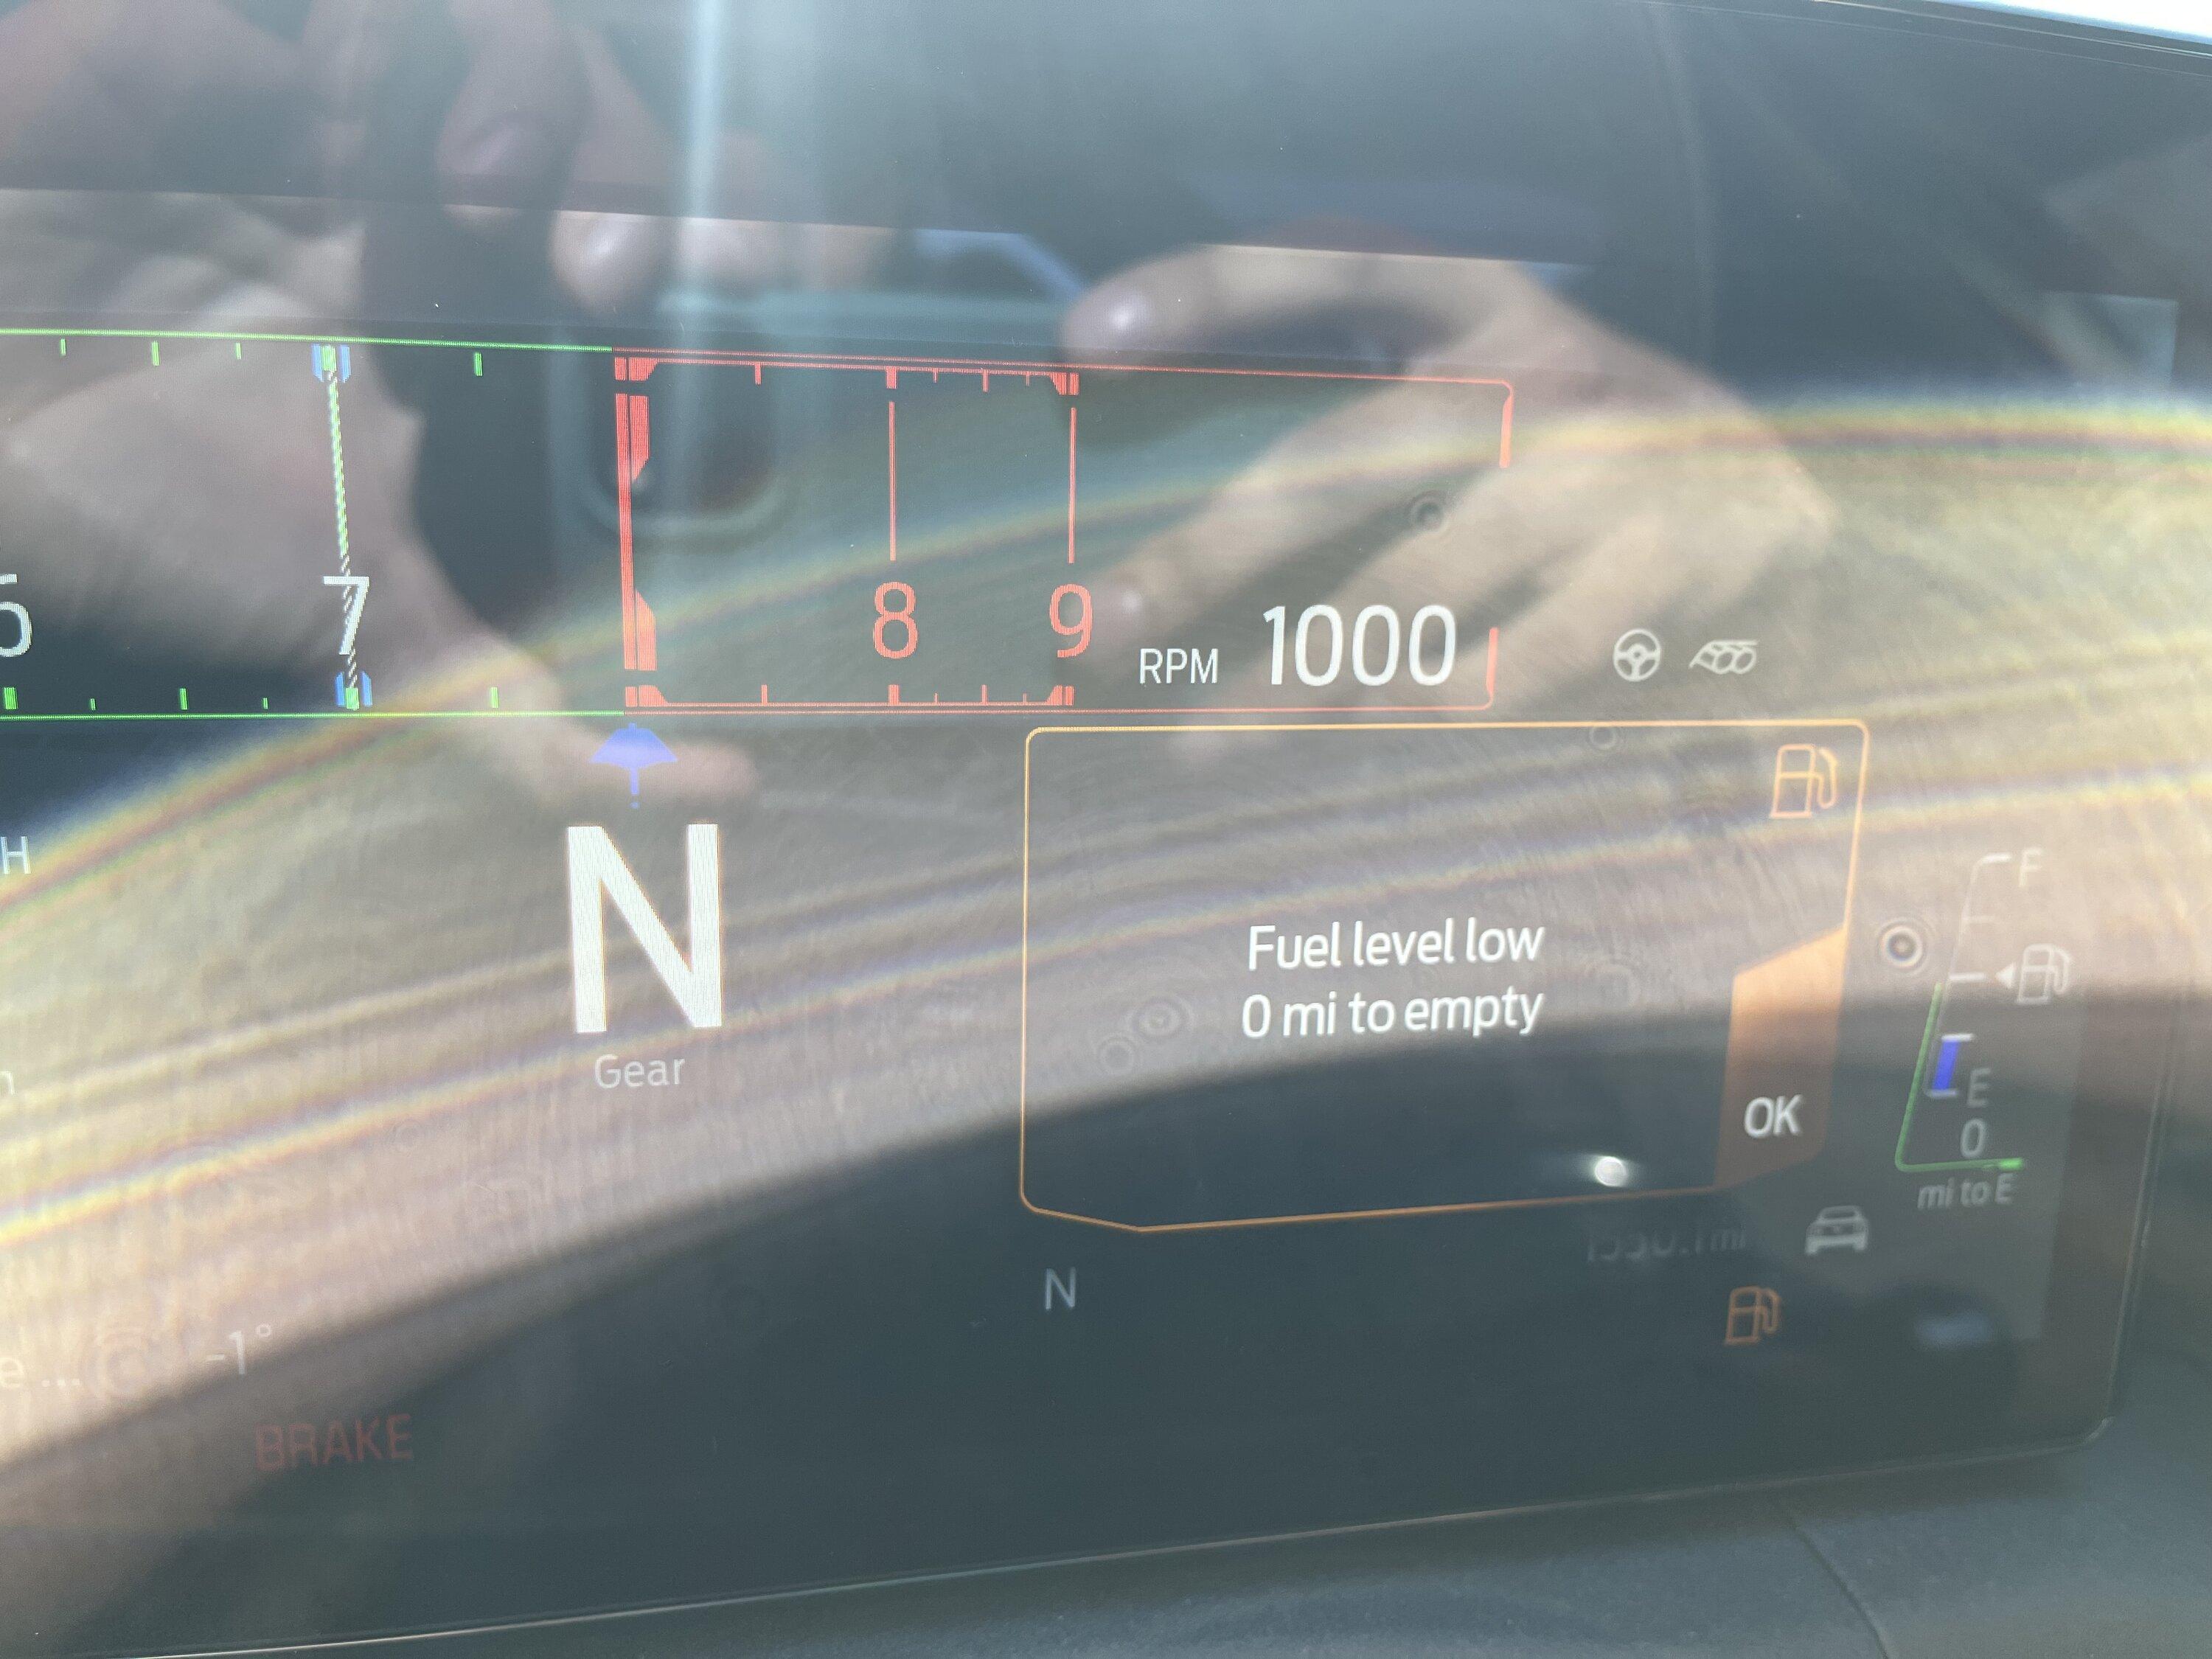 7
8
9
RPM 1000
H
N
Gear
F
Fuel level low
0 mi to empty
E
0
OK
mi to E
N
-1°
BRAKE